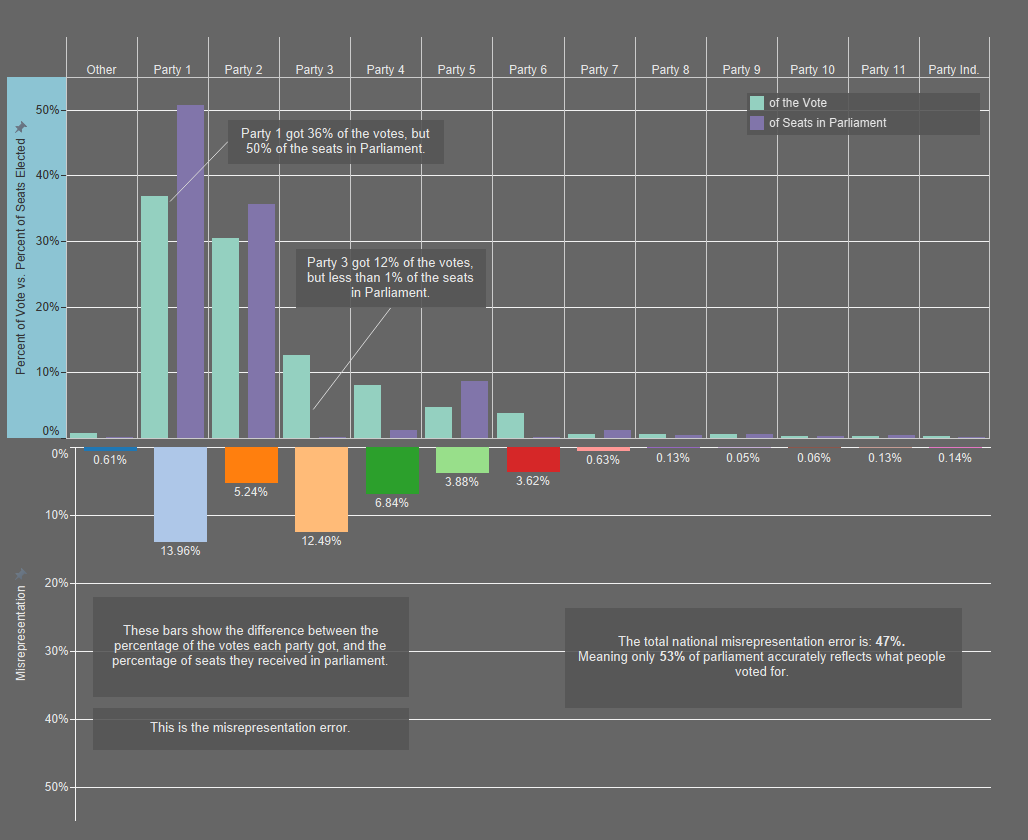 Other Party 1 Party 2 Party 3 Party 4 Party 5 Party 6 Party 7 Party 8 Party 9 Party 10 Party 11 Party Ind.
Percent of Vote vs. Percent of Seats Elected
50%
40%
30%
20%
10%
0%
of the Vote
of Seats in Parliament
Party 1 got 36% of the votes, but
50% of the seats in Parliament.
Party 3 got 12% of the votes,
but less than 1% of the seats
in Parliament.
Misrepresentation
0%
10%
20%
30%
40%
50%
0.61% 13.96% 5.24% 12.49% 6.84% 3.88% 3.62% 0.63% 0.13% 0.05% 0.06% 0.13% 0.14%
These bars show the difference between the
percentage of the votes each party got, and the
percentage of seats they received in parliament.
This is the misrepresentation error.
The total national misrepresentation error is: 47%.
Meaning only 53% of parliament accurately reflects what people
voted for.